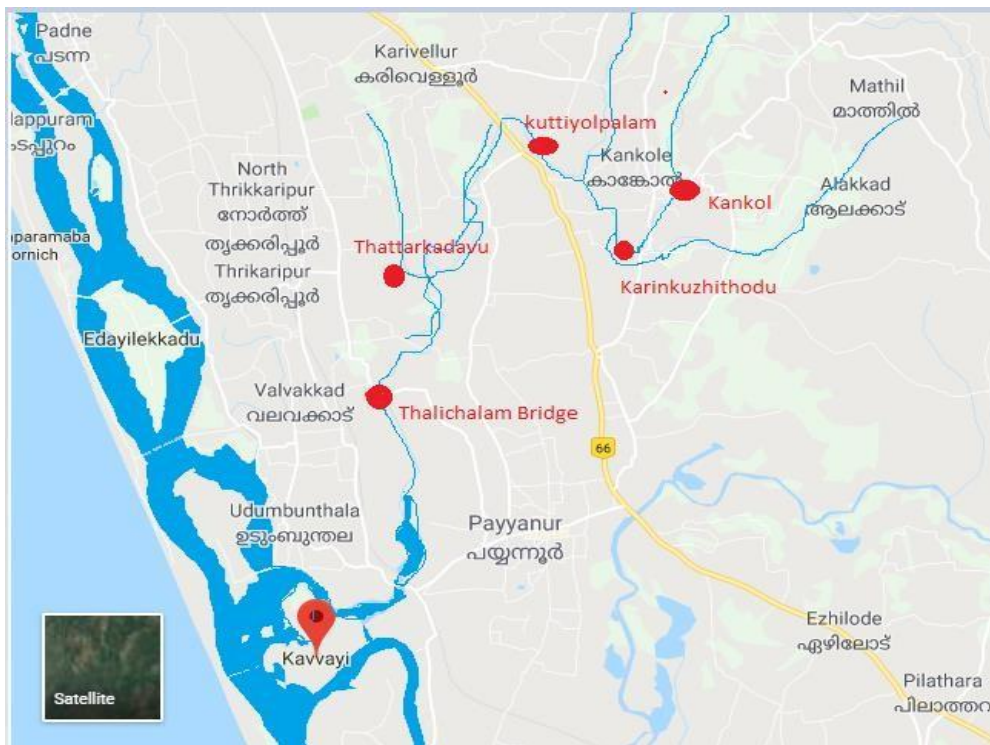 Padne
പടന്ന
Karivellur
കരിവെള്ളൂർ
Mathil
മാത്തിൽ
kuttiyolpalam
Kankole
കാങ്കോൽ
North
Thrikkaripur
നോർത്ത്
തൃക്കരിപ്പൂർ
Kankol
Alakkad
ആലക്കാട്
Thattarkadavu
Thrikaripur
തൃക്കരിപ്പൂർ
Karinkuzhithodu
Edayilekkadu
Valvakkad
വലവക്കാട്
Thalichalam Bridge
66
Udumbunthala
ഉടുംബുന്തല
Payyanur
പയ്യന്നൂർ
Ezhilode
ഏഴിലോട്
Kavvayi
Pilathara
പിലാത്തറ
Satellite